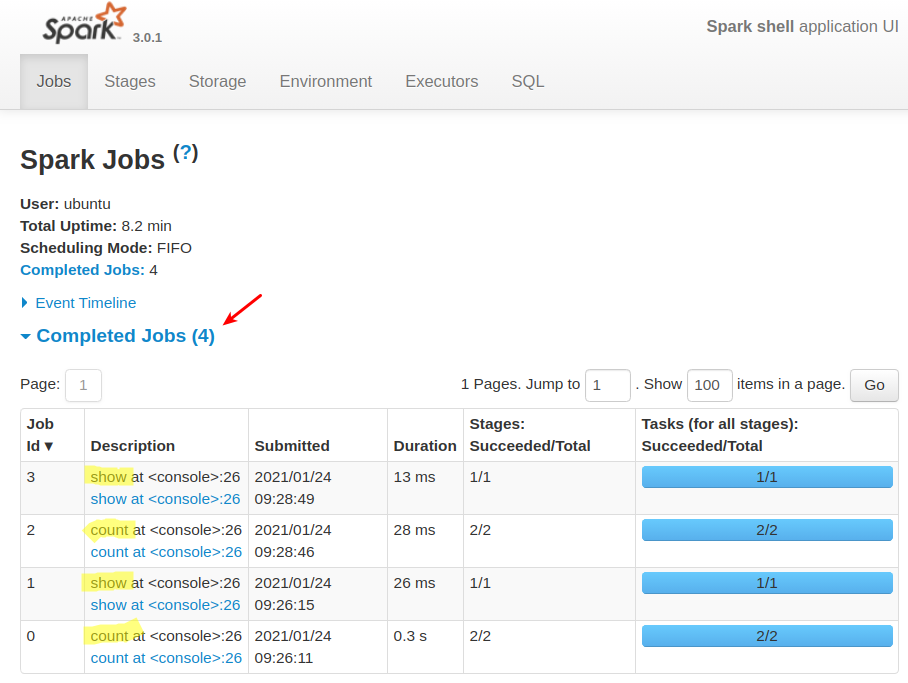 APACHE
Spark™ 3.0.1
Spark shell application UI
Jobs Stages Storage Environment Executors SQL
Spark Jobs (?)
User: ubuntu
Total Uptime: 8.2 min
Scheduling Mode: FIFO
Completed Jobs: 4
Event Timeline
Completed Jobs (4)
Page: 1 1 Pages. Jump to 1 . Show 100 items in a page. Go
Job Id ▾ Description Submitted Duration Stages: Succeeded/Total Tasks (for all stages): Succeeded/Total
3 show at <console>:26 2021/01/24 13 ms 1/1 1/1
show at <console>:26 09:28:49
2 count at <console>:26 2021/01/24 28 ms 2/2 2/2
count at <console>:26 09:28:46
1 show at <console>:26 2021/01/24 26 ms 1/1 1/1
show at <console>:26 09:26:15
0 count at <console>:26 2021/01/24 0.3 s 2/2 2/2
count at <console>:26 09:26:11